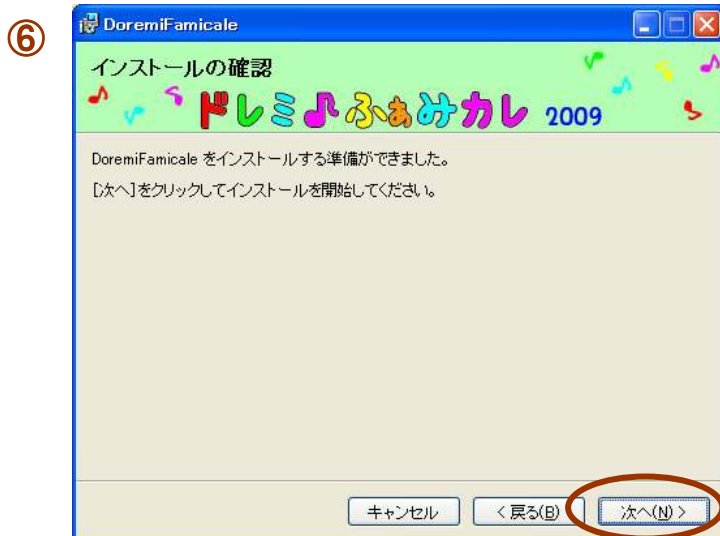 ⑥
DoremiFamicale
インストールの確認
ドレミ♪ふぁみカレ 2009
DoremiFamicale をインストールする準備ができました。
[次へ]をクリックしてインストールを開始してください。
キャンセル
< 戻る(B)
次へ(N) >